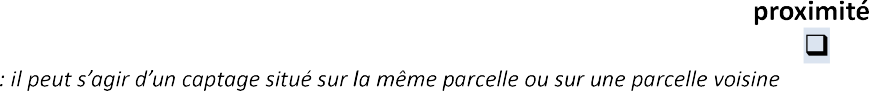 proximité
❑
: il peut s’agir d’un captage situé sur la même parcelle ou sur une parcelle voisine